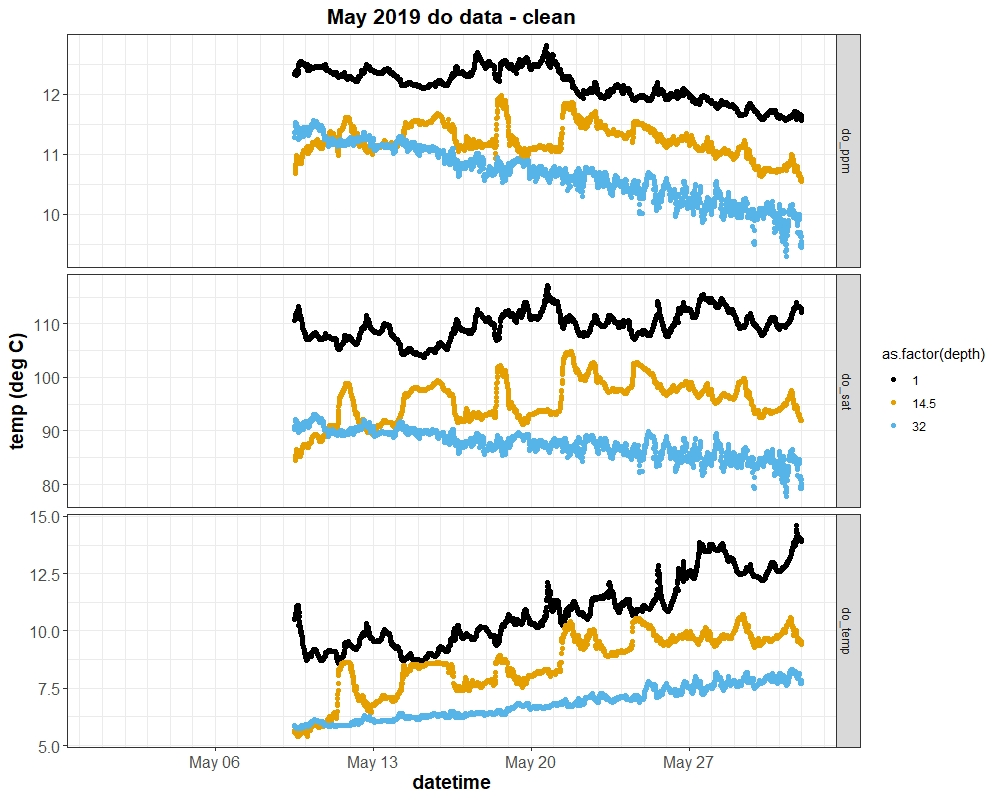 May 2019 do data - clean
12
11
10
do_ppm
110
100
90
80
do_sat
15.0
12.5
10.0
7.5
5.0
do_temp
temp (deg C)
May 06
May 13
May 20
May 27
datetime
as.factor(depth)
1
14.5
32